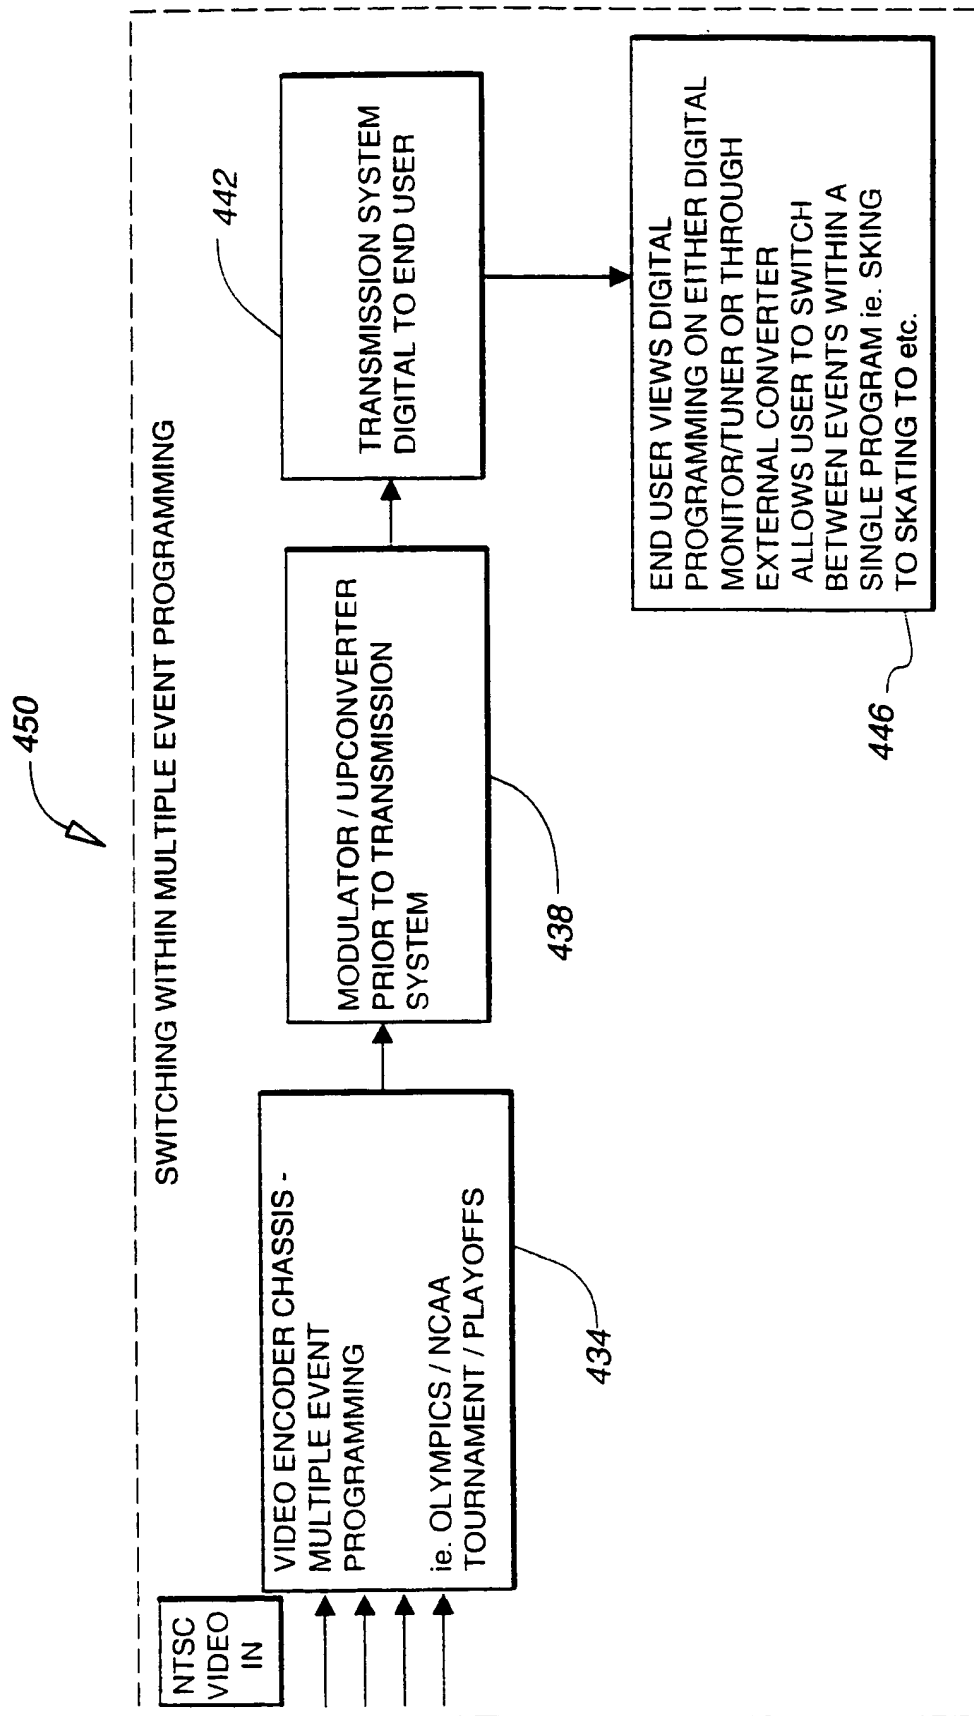 450
SWITCHING WITHIN MULTIPLE EVENT PROGRAMMING
NTSC
VIDEO
IN
VIDEO ENCODER CHASSIS -
MULTIPLE EVENT
PROGRAMMING
ie. OLYMPICS / NCAA
TOURNAMENT / PLAYOFFS
434
MODULATOR / UPCONVERTER
PRIOR TO TRANSMISSION
SYSTEM
438
442
TRANSMISSION SYSTEM
DIGITAL TO END USER
END USER VIEWS DIGITAL
PROGRAMMING ON EITHER DIGITAL
MONITOR/TUNER OR THROUGH
EXTERNAL CONVERTER
ALLOWS USER TO SWITCH
BETWEEN EVENTS WITHIN A
SINGLE PROGRAM ie. SKING
TO SKATING TO etc.
446